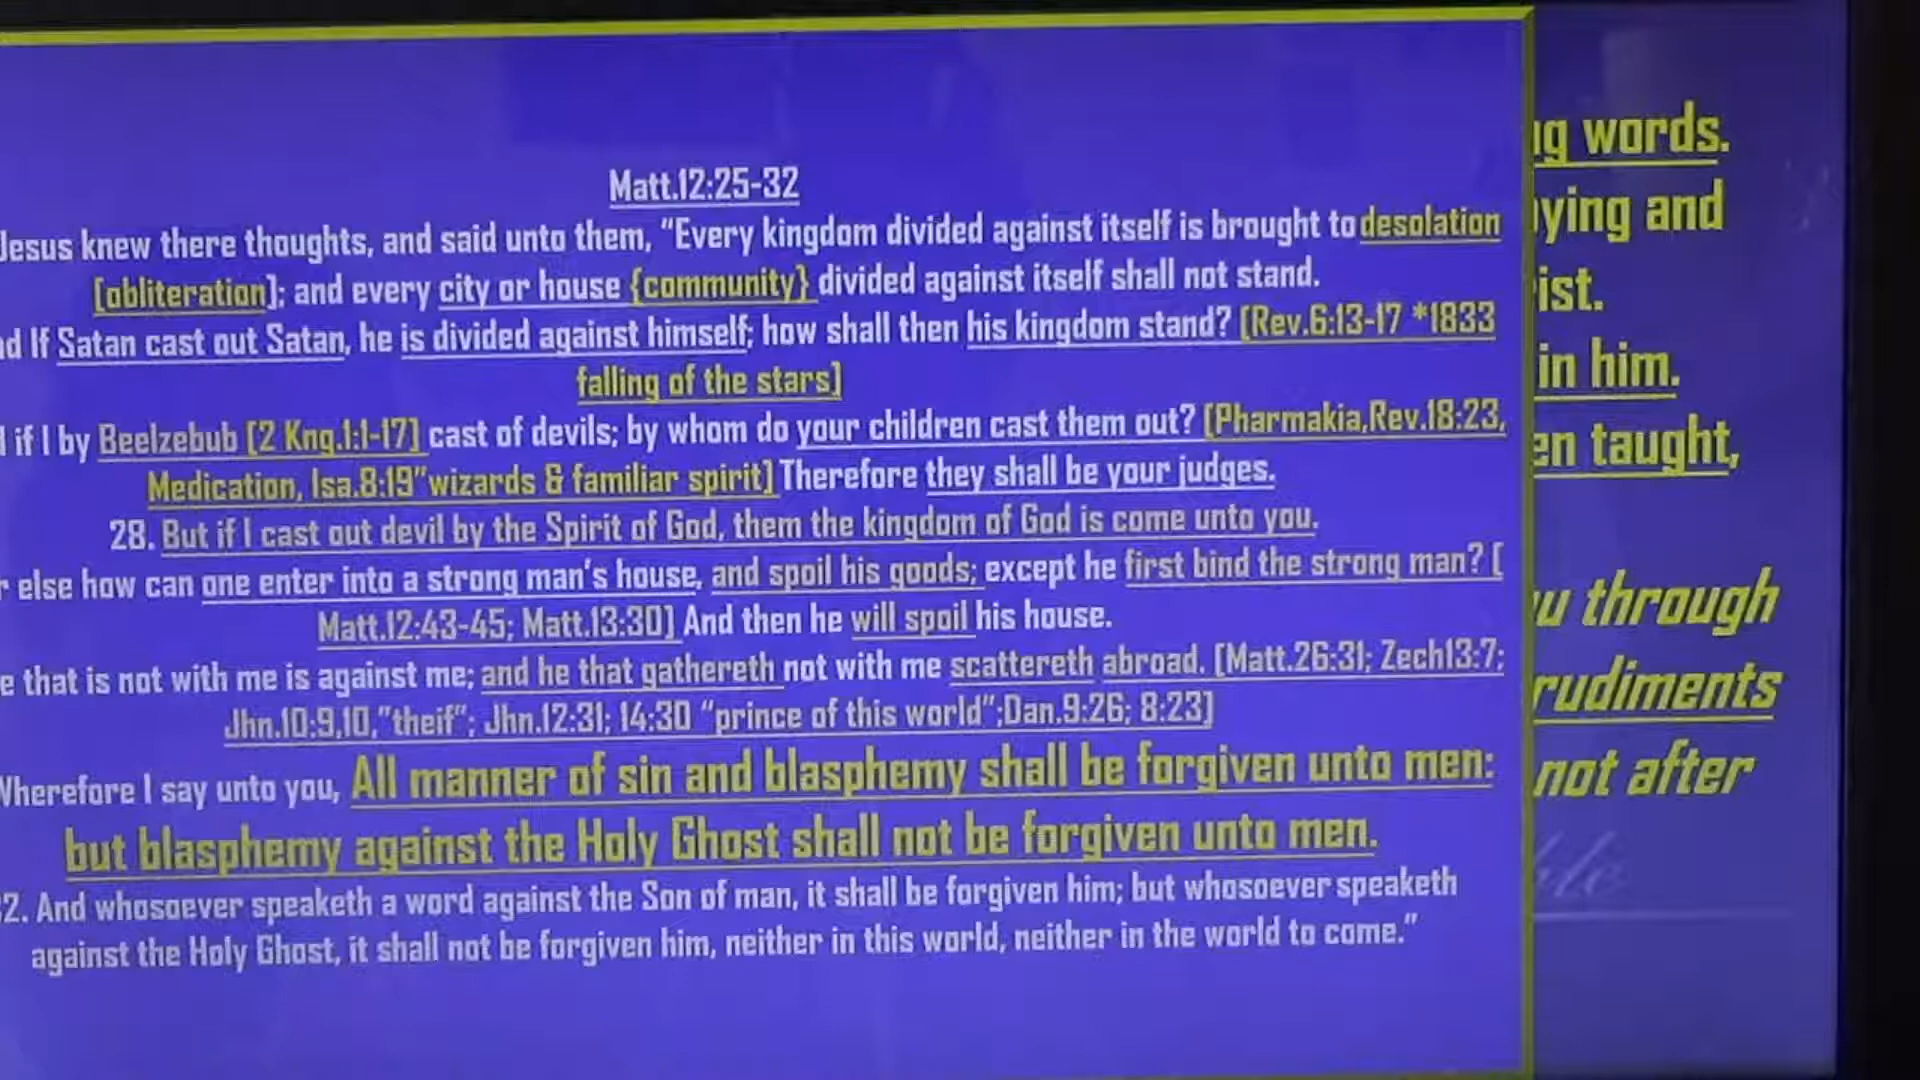 Matt.12:25-32
Jesus knew there thoughts, and said unto them, “Every kingdom divided against itself is brought to desolation
[obliteration]; and every city or house {community} divided against itself shall not stand.
If Satan cast out Satan, he is divided against himself; how shall then his kingdom stand? [Rev.6:13-17 *1833
falling of the stars]
if I by Beelzebub [2 Kng.1:1-17] cast of devils; by whom do your children cast them out? [Pharmakia,Rev.18:23,
Medication, Isa.8:19”wizards & familiar spirit] Therefore they shall be your judges.
28. But if I cast out devil by the Spirit of God, them the kingdom of God is come unto you.
else how can one enter into a strong man’s house, and spoil his goods; except he first bind the strong man? [
Matt.12:43-45; Matt.13:30] And then he will spoil his house.
that is not with me is against me; and he that gathereth not with me scattereth abroad. [Matt.26:31; Zech13:7;
Jhn.10:9,10,”theif”; Jhn.12:31; 14:30 “prince of this world”;Dan.9:26; 8:23]
Wherefore I say unto you, All manner of sin and blasphemy shall be forgiven unto men:
but blasphemy against the Holy Ghost shall not be forgiven unto men.
2. And whosoever speaketh a word against the Son of man, it shall be forgiven him; but whosoever speaketh
against the Holy Ghost, it shall not be forgiven him, neither in this world, neither in the world to come.”
words.
ying and
ist.
in him.
en taught,
u through
rudiments
not after